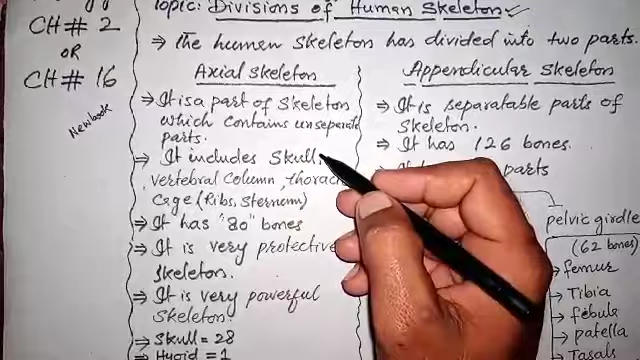 Topic: Divisions of Human Skeleton
CH# 2
OR
CH# 16
Newbook
⇒ The human skeleton has divided into two parts.
Axial skeleton
⇒ It is a part of skeleton
which contains unseparate
parts.
⇒ It includes Skull,
vertebral column, thoracic
cage (Ribs, Sternum)
⇒ It has "80" bones
⇒ It is very protective
skeleton.
⇒ It is very powerful
skeleton.
⇒ Skull = 28
⇒ Hyoid = 1
Appendicular Skeleton
⇒ It is separatable parts of
skeleton.
⇒ It has 126 bones.
parts
pelvic girdle
(62 bones)
→ femur
→ Tibia
→ febula
→ patella
→ Tasals